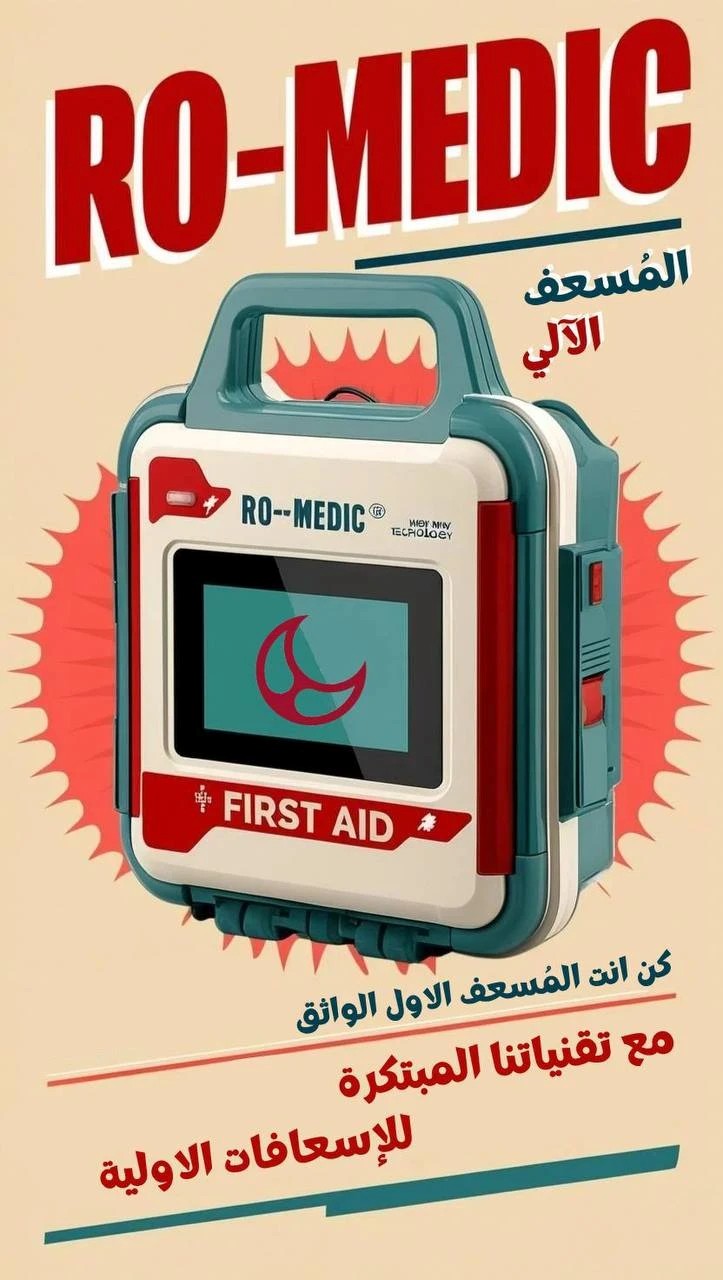 RO-MEDIC
المُسعف
الآلي
RO--MEDIC®
FIRST AID
كن انت المُسعف الاول الواثق
مع تقنياتنا المبتكرة
للإسعافات الاولية